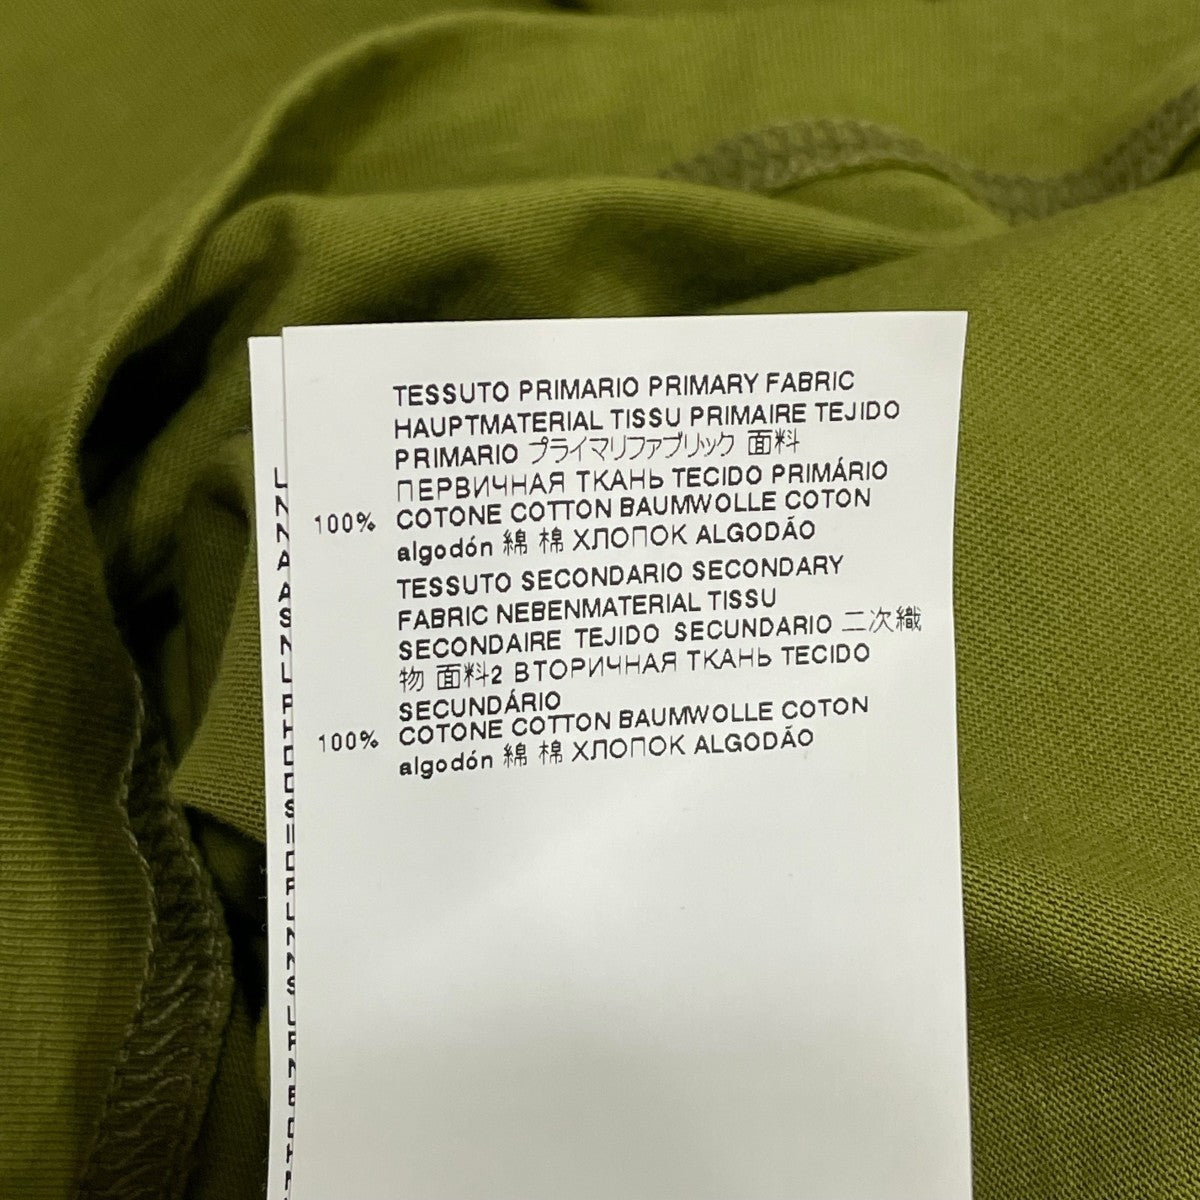 TESSUTO PRIMARIO PRIMARY FABRIC
HAUPTMATERIAL TISSU PRIMAIRE TEJIDO
PRIMARIO プライマリファブリック 面料
ПЕРВИЧНАЯ ТКАНЬ TECIDO PRIMÁRIO
100% COTONE COTTON BAUMWOLLE COTON
algodón 綿 棉 ХЛОПОК ALGODÃO
TESSUTO SECONDARIO SECONDARY
FABRIC NEBENMATERIAL TISSU
SECONDAIRE TEJIDO SECUNDARIO 二次織
物 面料2 ВТОРИЧНАЯ ТКАНЬ TECIDO
SECUNDÁRIO
100% COTONE COTTON BAUMWOLLE COTON
algodón 綿 棉 ХЛОПОК ALGODÃO